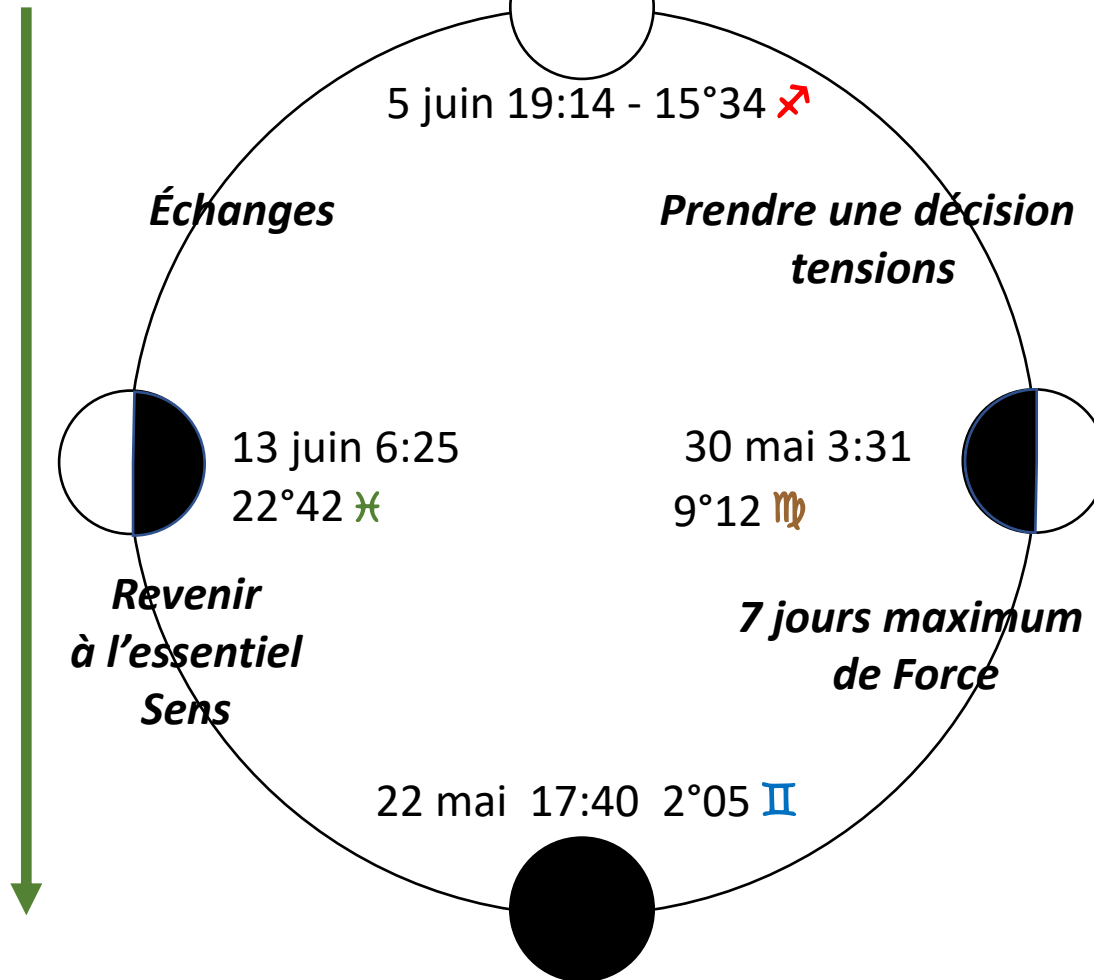 5 juin 19:14 - 15°34 ♐
Échanges
Prendre une décision
tensions
13 juin 6:25
22°42 ♓
30 mai 3:31
9°12 ♍
Revenir
à l’essentiel
Sens
7 jours maximum
de Force
22 mai 17:40 2°05 ♊